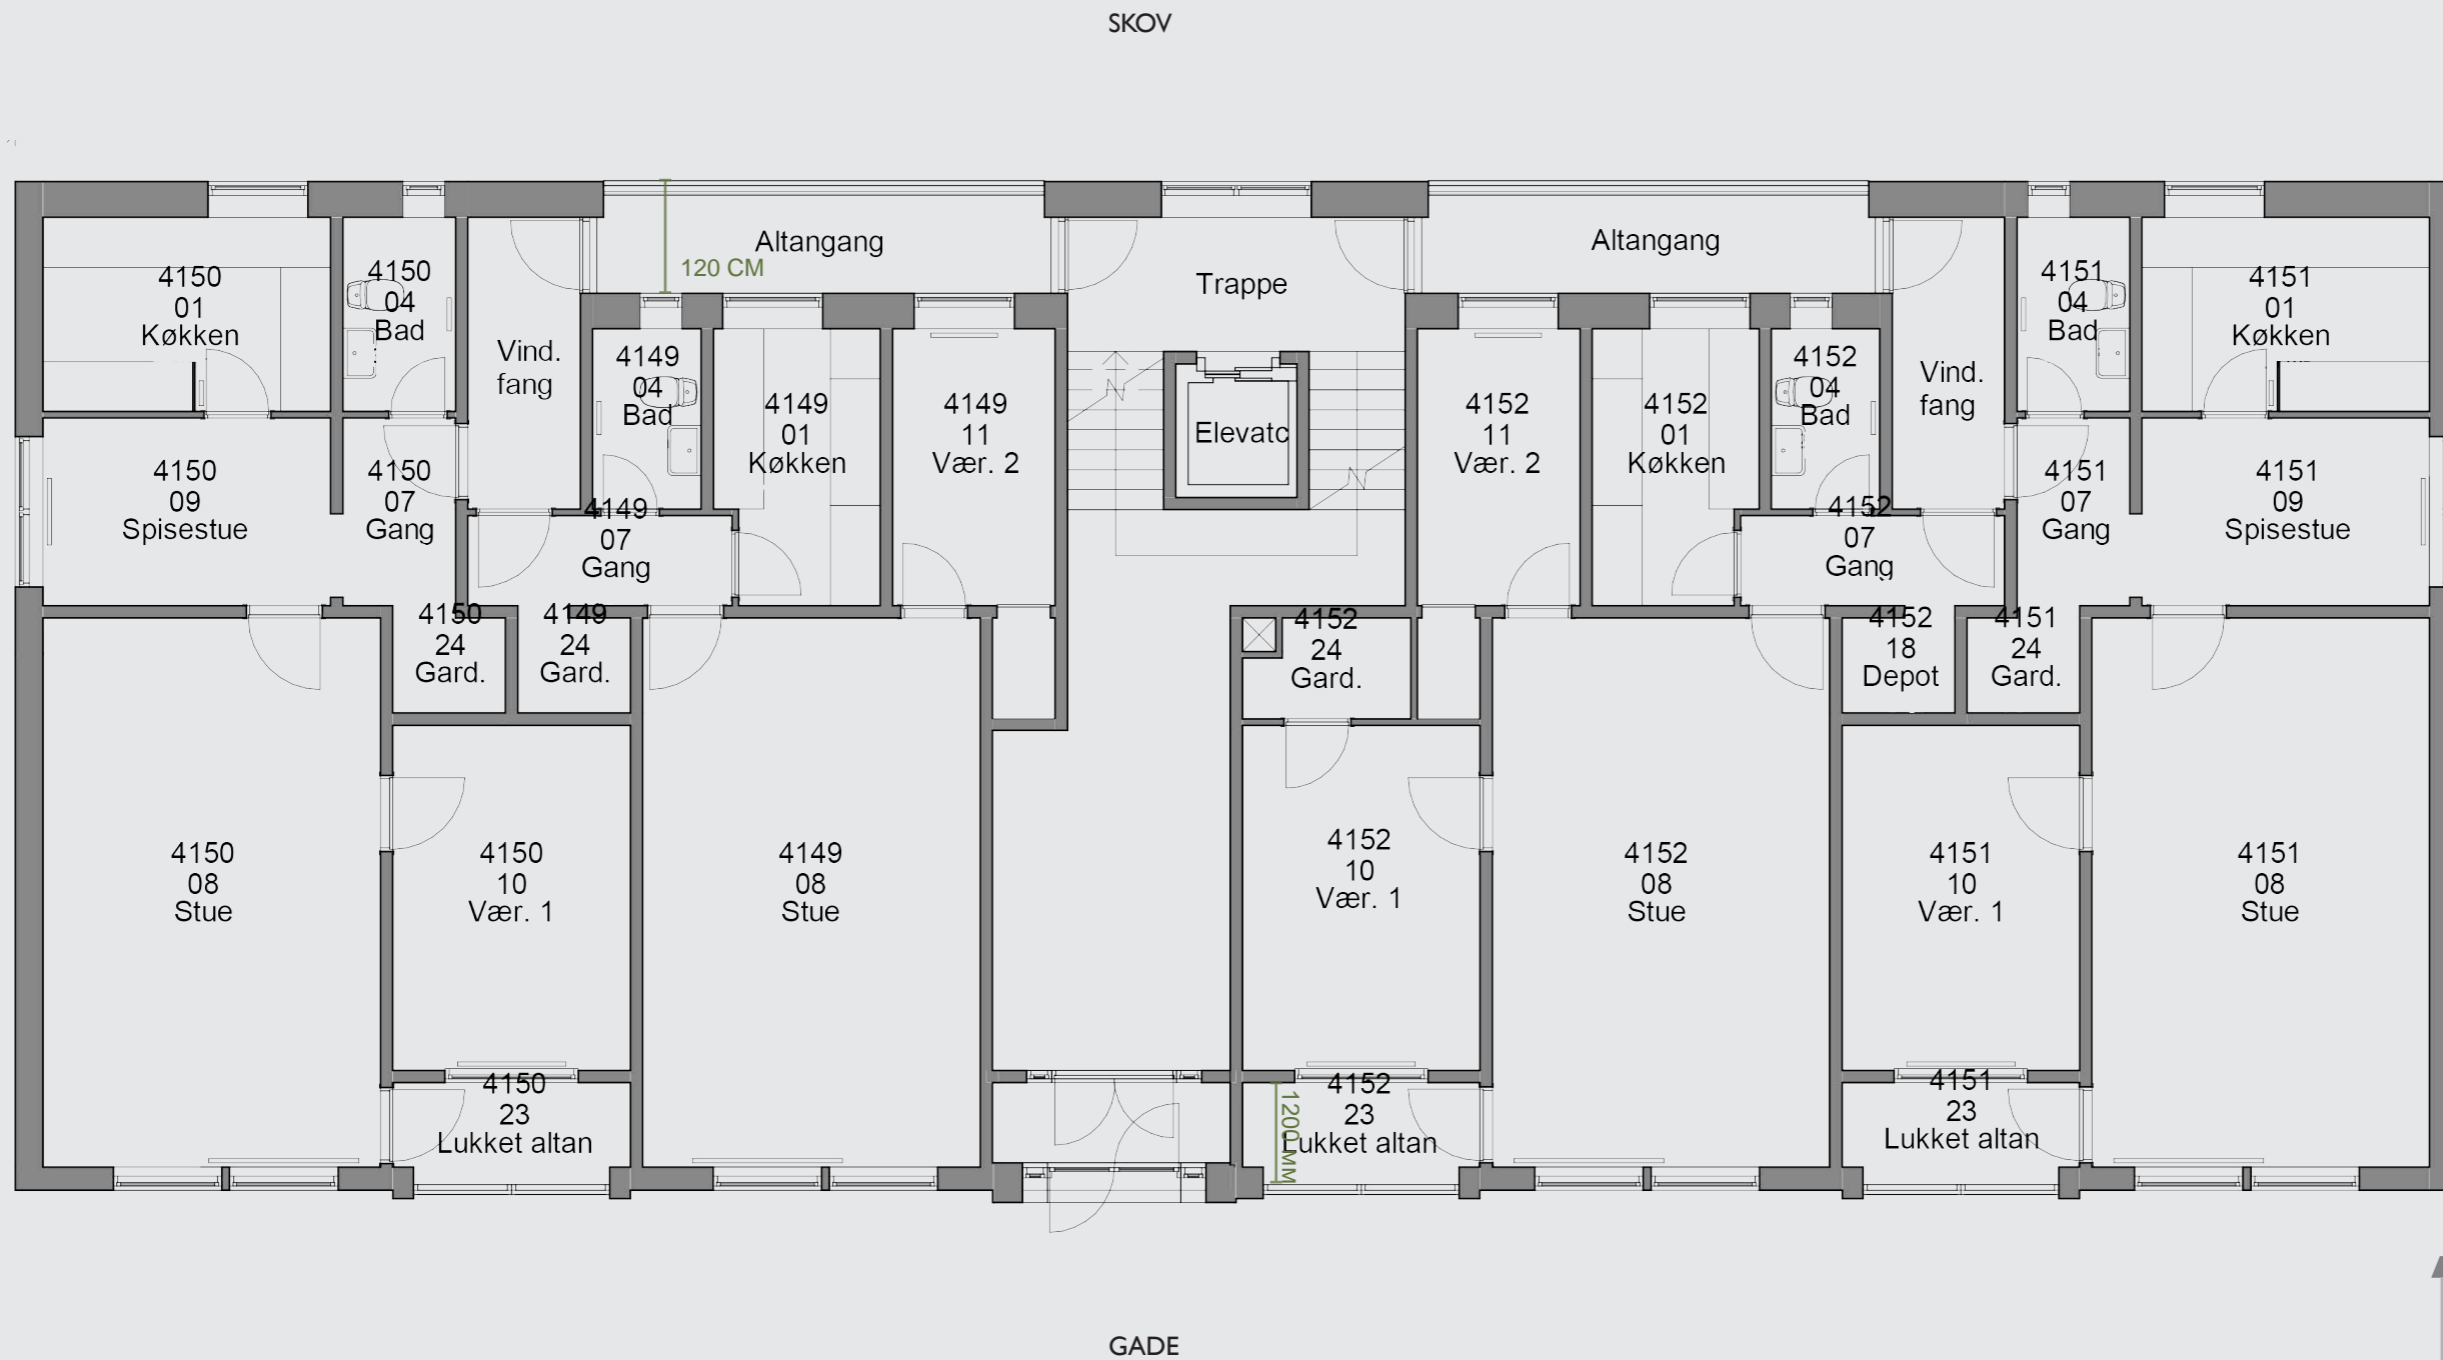 SKOV
Altangang
120 CM
Altangang
Trappe
4150
01
Køkken
4150
04
Bad
Vind.
fang
4149
04
Bad
4149
01
Køkken
4149
11
Vær. 2
Elevatc
4152
11
Vær. 2
4152
01
Køkken
4152
04
Bad
Vind.
fang
4151
04
Bad
4151
01
Køkken
4150
09
Spisestue
4150
07
Gang
4149
07
Gang
4152
07
Gang
4151
07
Gang
4151
09
Spisestue
4150
24
Gard.
4149
24
Gard.
4152
24
Gard.
4152
18
Depot
4151
24
Gard.
4150
08
Stue
4150
10
Vær. 1
4149
08
Stue
4152
10
Vær. 1
4152
08
Stue
4151
10
Vær. 1
4151
08
Stue
4150
23
Lukket altan
1200 MM
4152
23
Lukket altan
4151
23
Lukket altan
GADE